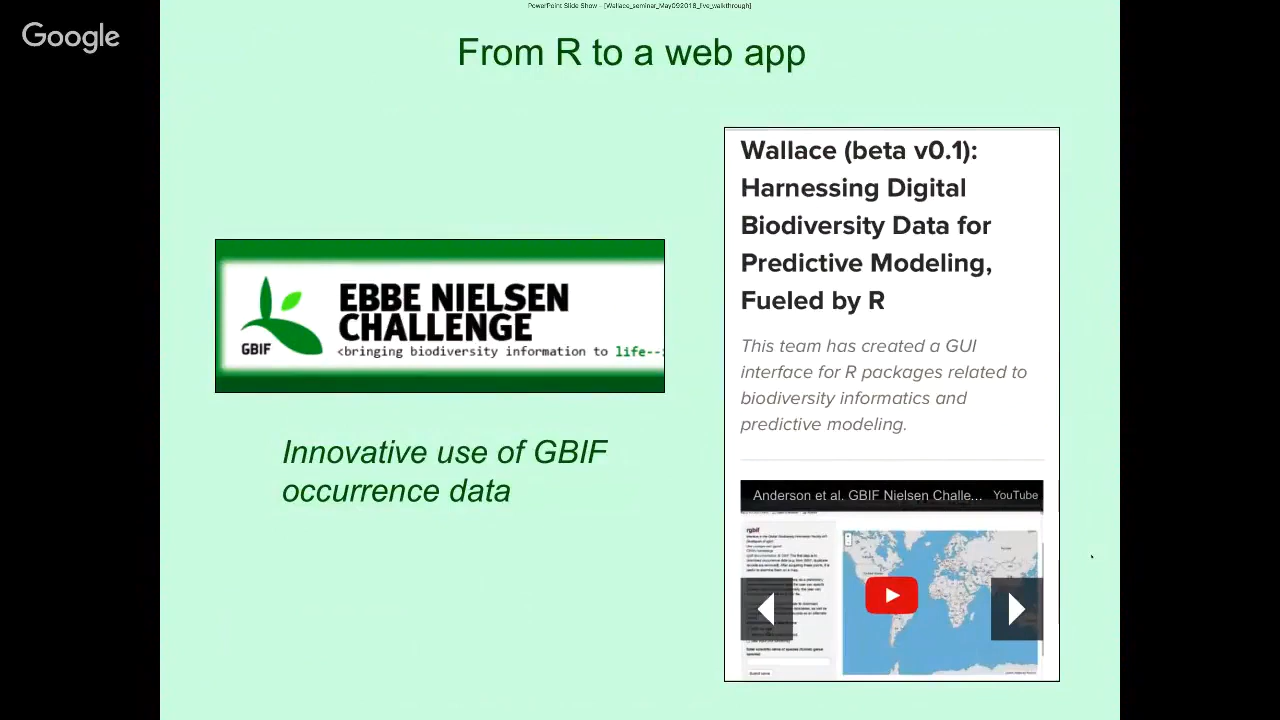 PowerPoint Slide Show - [Wallace_seminar_May092018_live_walkthrough]
Google
From R to a web app
Wallace (beta v0.1):
Harnessing Digital
Biodiversity Data for
Predictive Modeling,
Fueled by R
This team has created a GUI
interface for R packages related to
biodiversity informatics and
predictive modeling.
EBBE NIELSEN
CHALLENGE
GBIF
<bringing biodiversity information to life--
Innovative use of GBIF
occurrence data
Anderson et al. GBIF Nielsen Challe... YouTube
rgbif